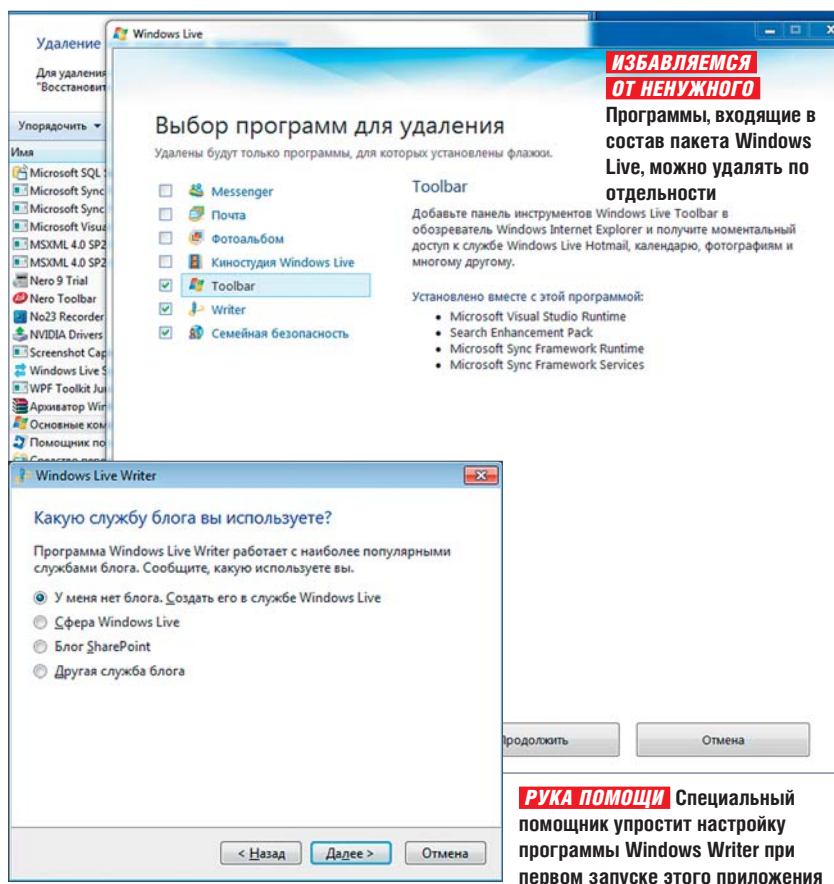 Удаление
Для удаления
"Восстановит
Упорядочить
Имя
Microsoft SQL
Microsoft Sync
Microsoft Sync
Microsoft Visua
MSXML 4.0 SP2
MSXML 4.0 SP2
Nero 9 Trial
Nero Toolbar
No23 Recorder
NVIDIA Drivers
Screenshot Cap
Windows Live S
WPF Toolkit Ju
Архиватор Win
Основные ком
Помощник по
Windows Live
Выбор программ для удаления
Удалены будут только программы, для которых установлены флажки.
Messenger
Почта
Фотоальбом
Киностудия Windows Live
Toolbar
Writer
Семейная безопасность
Toolbar
Добавьте панель инструментов Windows Live Toolbar в
обозреватель Windows Internet Explorer и получите моментальный
доступ к службе Windows Live Hotmail, календарю, фотографиям и
многому другому.
Установлено вместе с этой программой:
• Microsoft Visual Studio Runtime
• Search Enhancement Pack
• Microsoft Sync Framework Runtime
• Microsoft Sync Framework Services
Продолжить
Отмена
ИЗБАВЛЯЕМСЯ
ОТ НЕНУЖНОГО
Программы, входящие в
состав пакета Windows
Live, можно удалять по
отдельности
Windows Live Writer
Какую службу блога вы используете?
Программа Windows Live Writer работает с наиболее популярными
службами блога. Сообщите, какую используете вы.
У меня нет блога. Создать его в службе Windows Live
Сфера Windows Live
Блог SharePoint
Другая служба блога
< Назад
Далее >
Отмена
РУКА ПОМОЩИ Специальный
помощник упростит настройку
программы Windows Writer при
первом запуске этого приложения